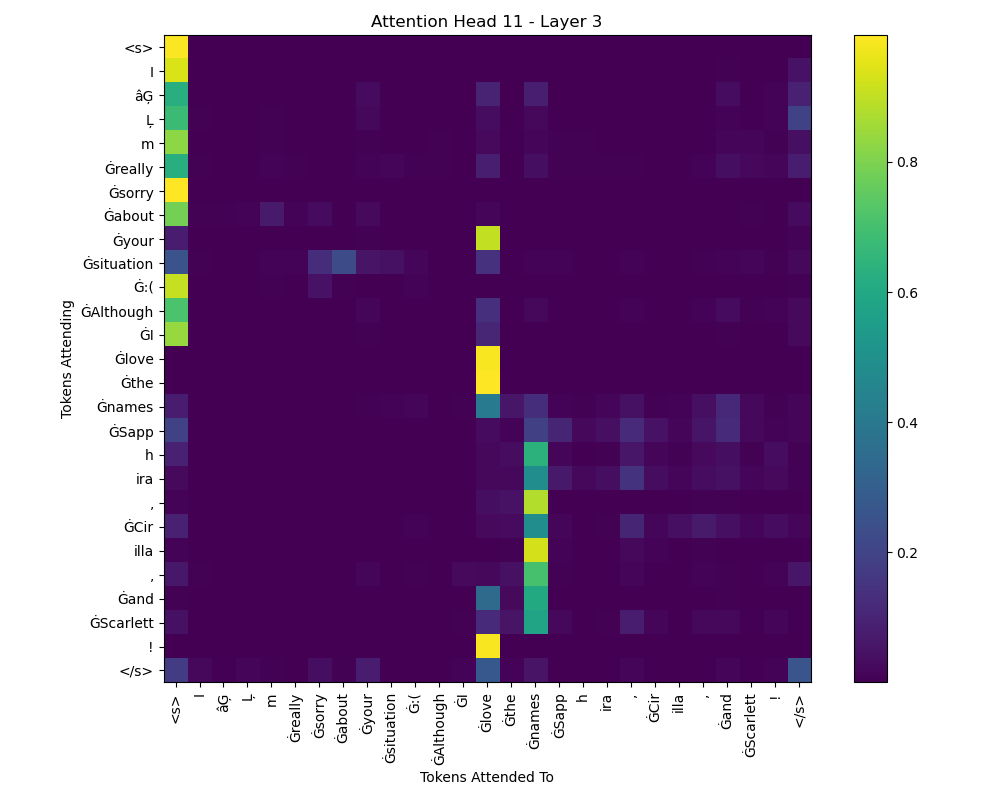 Attention Head 11 - Layer 3
Tokens Attending
<s>
I
âĢ
Ļ
m
Ġreally
Ġsorry
Ġabout
Ġyour
Ġsituation
Ġ:(
ĠAlthough
ĠI
Ġlove
Ġthe
Ġnames
ĠSapp
h
ira
,
ĠCir
illa
,
Ġand
ĠScarlett
!
</s>
<s>
I
âĢ
Ļ
m
Ġreally
Ġsorry
Ġabout
Ġyour
Ġsituation
Ġ:(
ĠAlthough
ĠI
Ġlove
Ġthe
Ġnames
ĠSapp
h
ira
,
ĠCir
illa
,
Ġand
ĠScarlett
!
</s>
Tokens Attended To
0.8
0.6
0.4
0.2